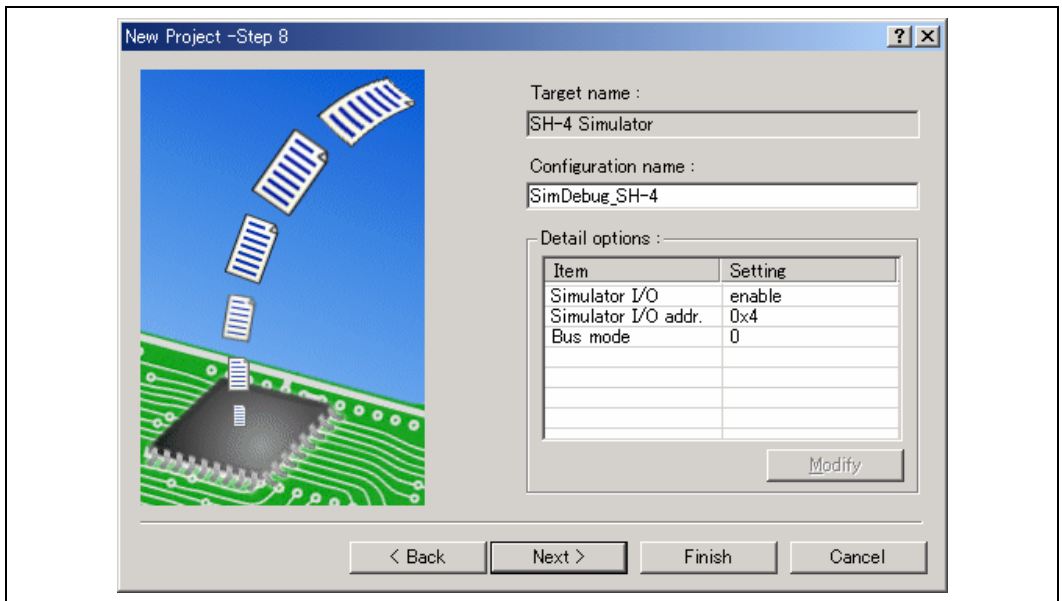 New Project -Step 8
Target name :
SH-4 Simulator
Configuration name :
SimDebug_SH-4
Detail options :
Item Setting
Simulator I/O enable
Simulator I/O addr. 0x4
Bus mode 0
Modify
< Back Next > Finish Cancel